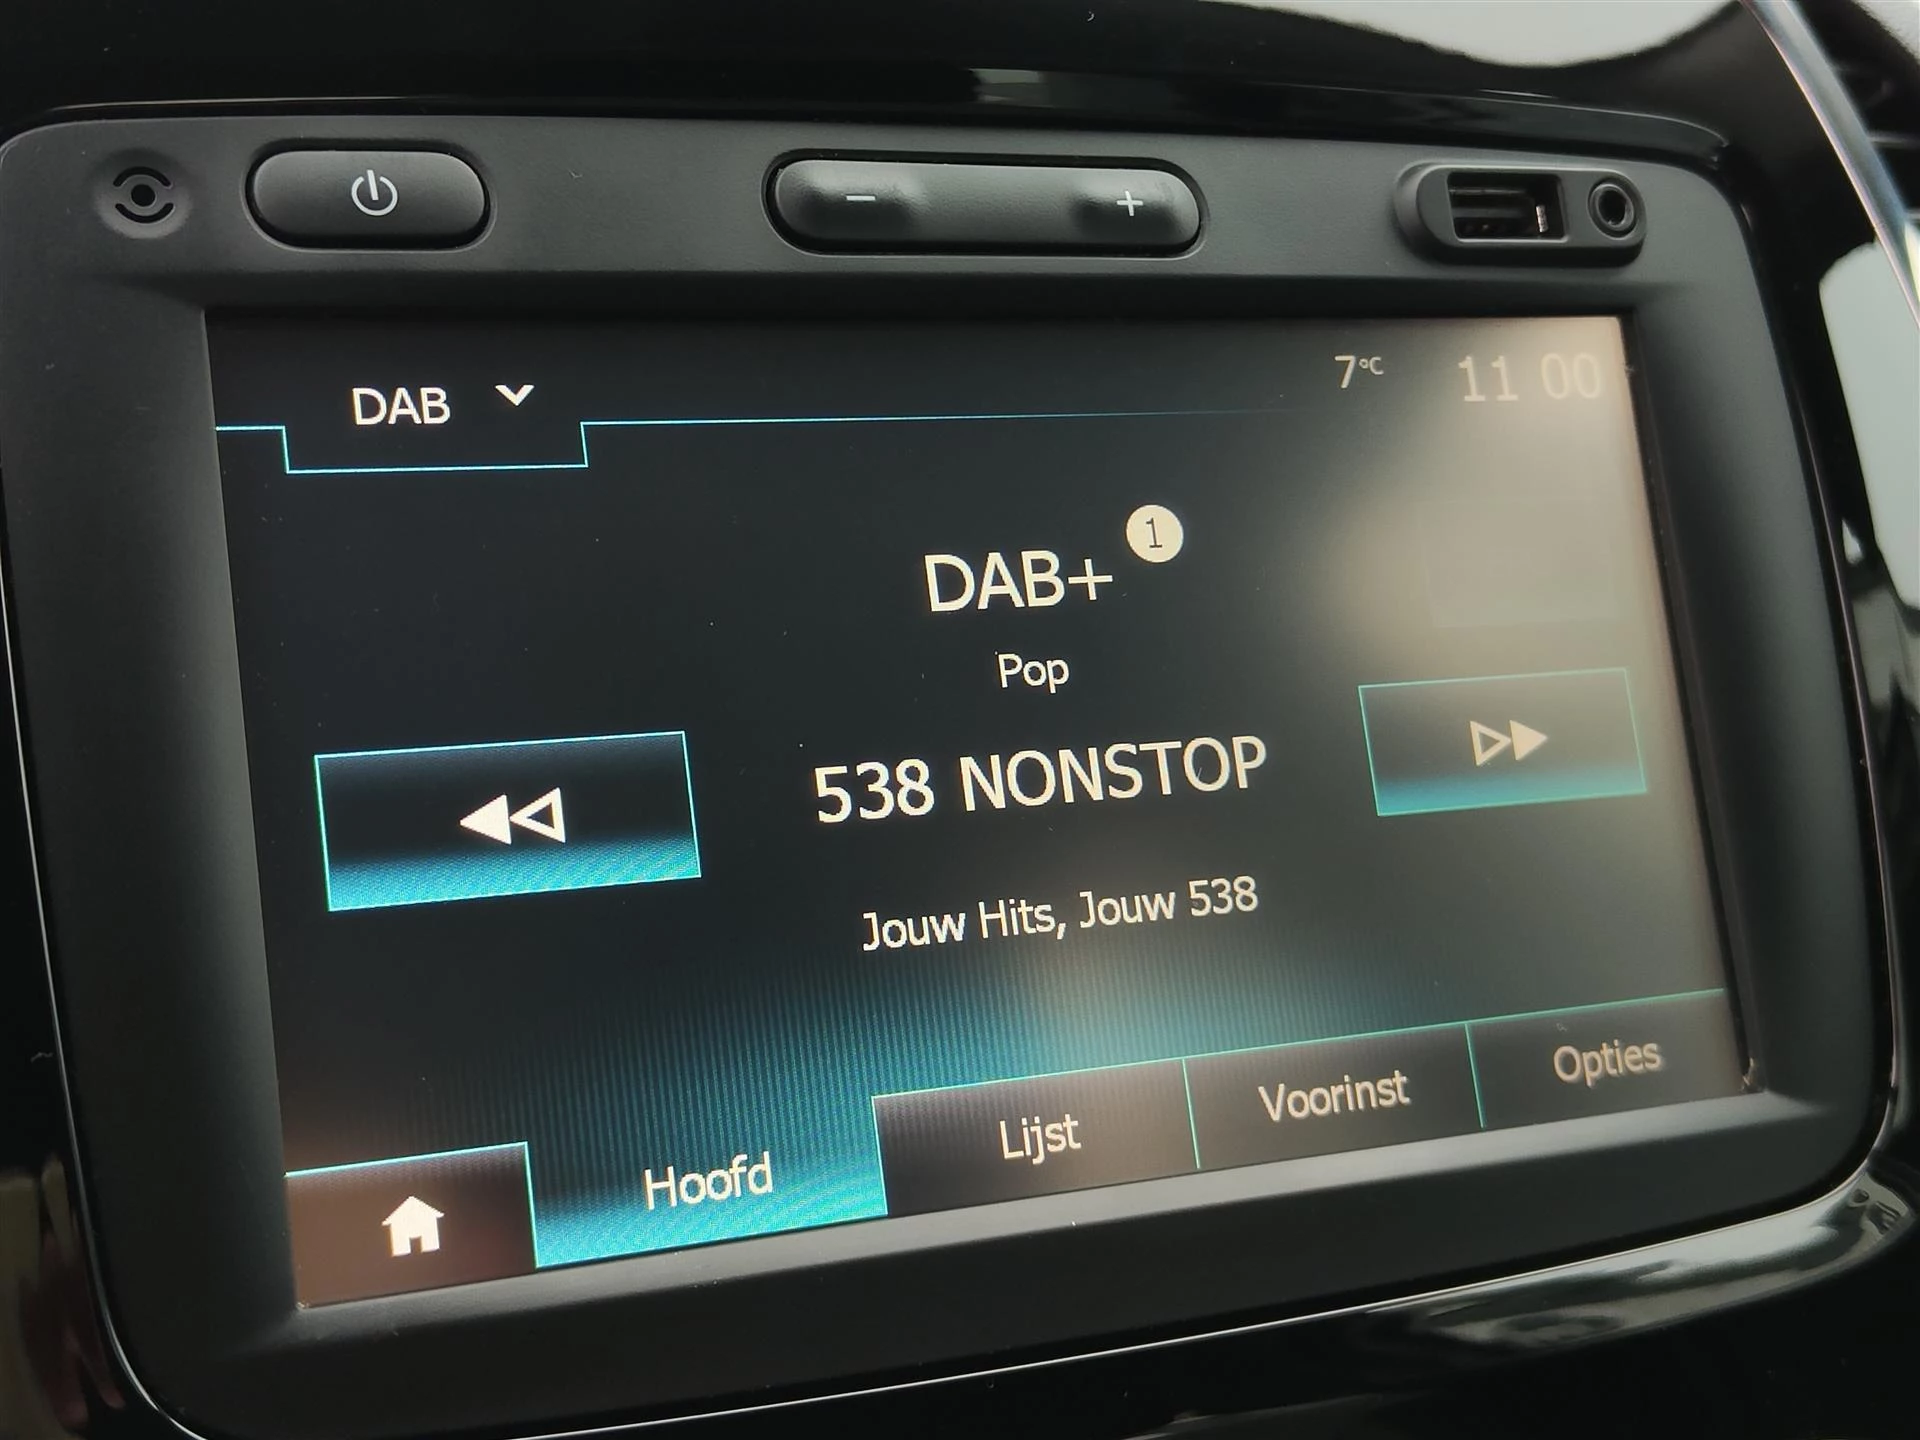 DAB
7°C 11 00
DAB+ 1
Pop
538 NONSTOP
Jouw Hits, Jouw 538
Hoofd Lijst Voorinst Opties